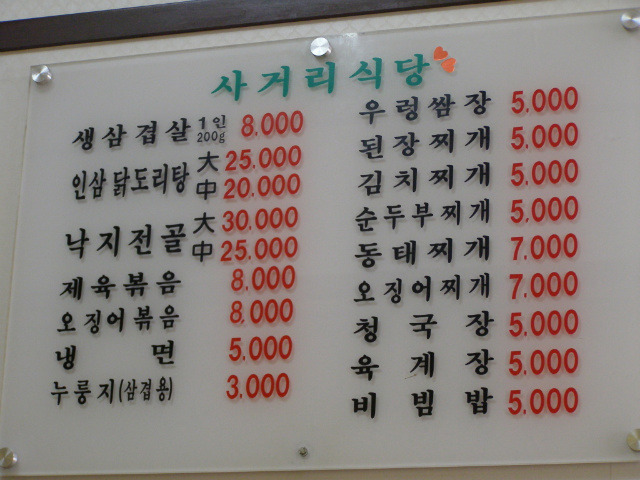 사거리식당
생삼겹살 1인 200g 8.000
인삼닭도리탕 大 25.000
中 20.000
낙지전골 大 30.000
中 25.000
제육볶음 8.000
오징어볶음 8.000
냉면 5.000
누룽지(삼겹용) 3.000
우렁쌈장 5.000
된장찌개 5.000
김치찌개 5.000
순두부찌개 5.000
동태찌개 7.000
오징어찌개 7.000
청국장 5.000
육계장 5.000
비빔밥 5.000